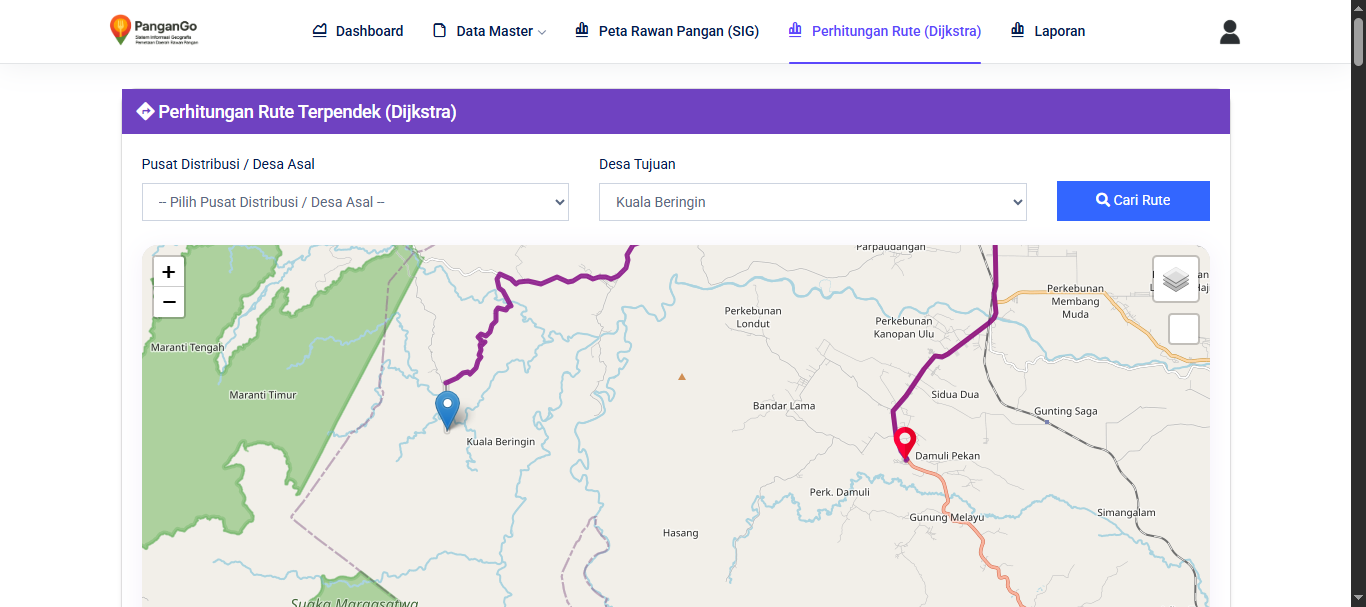 PanganGo
Sistem Informasi Geografis
Pemetaan Daerah Rawan Pangan
Dashboard
Data Master
Peta Rawan Pangan (SIG)
Perhitungan Rute (Dijkstra)
Laporan
Perhitungan Rute Terpendek (Dijkstra)
Pusat Distribusi / Desa Asal
Desa Tujuan
-- Pilih Pusat Distribusi / Desa Asal --
Kuala Beringin
Cari Rute
+
−
Parpaudangan
Perkebunan
Membang
Muda
Perkebunan
Londut
Perkebunan
Kanopan Ulu
Maranti Tengah
Maranti Timur
Sidua Dua
Bandar Lama
Gunting Saga
Kuala Beringin
Damuli Pekan
Perk. Damuli
Gunung Melayu
Simangalam
Hasang
Suaka Margasatwa